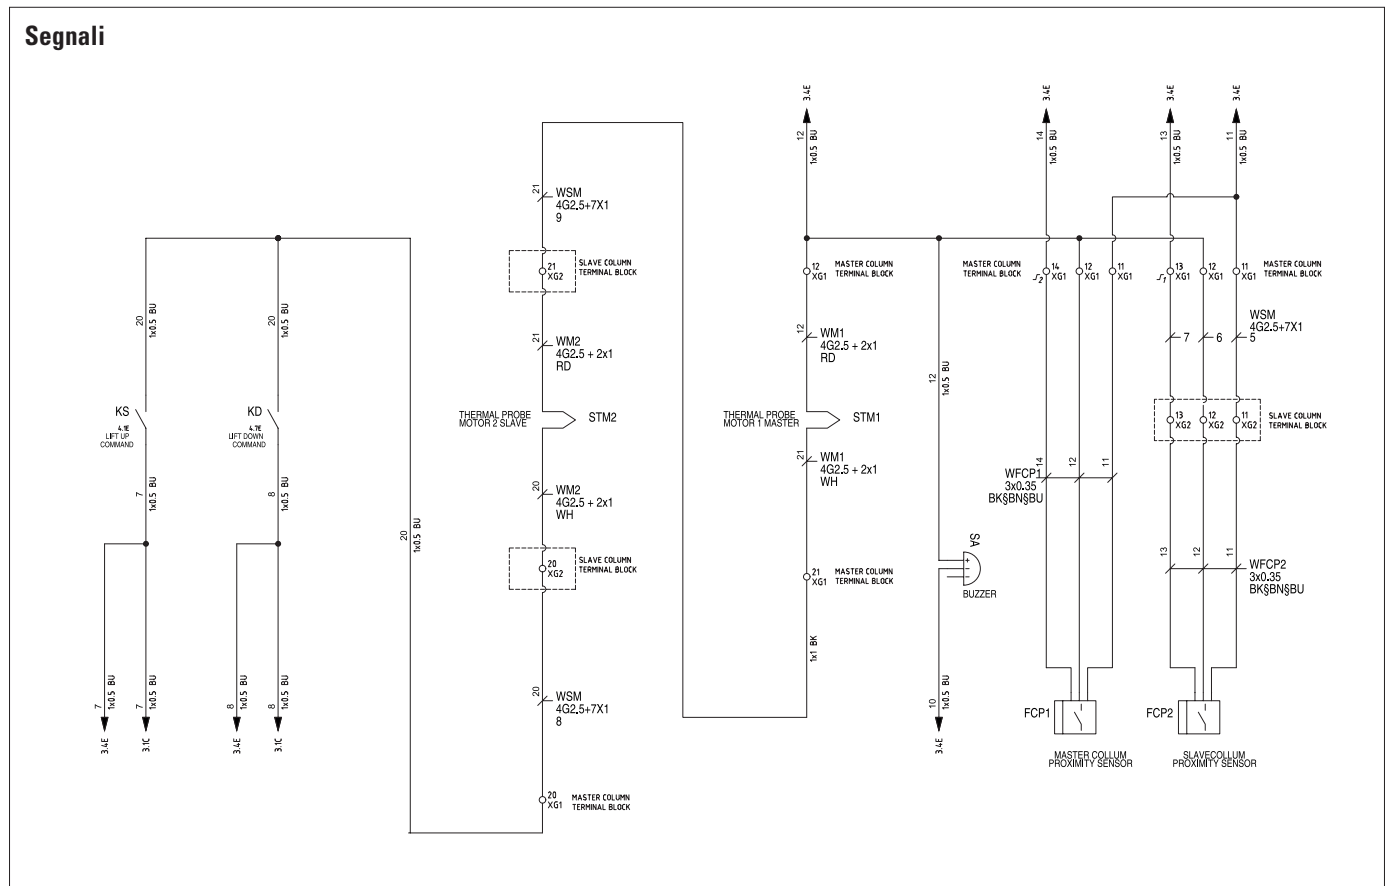 Segnali
3.4E
3.4E
3.4E
3.4E
12
1x0.5 BU
14
1x0.5 BU
13
1x0.5 BU
11
1x0.5 BU
21
WSM
4G2.5+7X1
9
21
XG2
SLAVE COLUMN
TERMINAL BLOCK
12
XG1
MASTER COLUMN
TERMINAL BLOCK
MASTER COLUMN
TERMINAL BLOCK
14
XG1
2
12
XG1
11
XG1
13
XG1
1
12
XG1
11
XG1
MASTER COLUMN
TERMINAL BLOCK
20
1x0.5 BU
20
1x0.5 BU
21
WM2
4G2.5 + 2x1
RD
12
WM1
4G2.5 + 2x1
RD
WSM
4G2.5+7X1
7
6
5
12
1x0.5 BU
KS
4.1E
LIFT UP
COMMAND
KD
4.7E
LIFT DOWN
COMMAND
THERMAL PROBE
MOTOR 2 SLAVE
STM2
THERMAL PROBE
MOTOR 1 MASTER
STM1
13
XG2
12
XG2
11
XG2
SLAVE COLUMN
TERMINAL BLOCK
21
WM1
4G2.5 + 2x1
WH
WFCP1
3x0.35
BK§BN§BU
14
12
11
7
1x0.5 BU
8
1x0.5 BU
20
WM2
4G2.5 + 2x1
WH
20
1x0.5 BU
20
XG2
SLAVE COLUMN
TERMINAL BLOCK
21
XG1
MASTER COLUMN
TERMINAL BLOCK
SA
+
-
-
BUZZER
13
12
11
WFCP2
3x0.35
BK§BN§BU
1x1 BK
7
1x0.5 BU
7
1x0.5 BU
8
1x0.5 BU
8
1x0.5 BU
20
WSM
4G2.5+7X1
8
10
1x0.5 BU
FCP1
FCP2
3.4E
3.1C
3.4E
3.1C
3.4E
MASTER COLLUM
PROXIMITY SENSOR
SLAVECOLLUM
PROXIMITY SENSOR
20
XG1
MASTER COLUMN
TERMINAL BLOCK